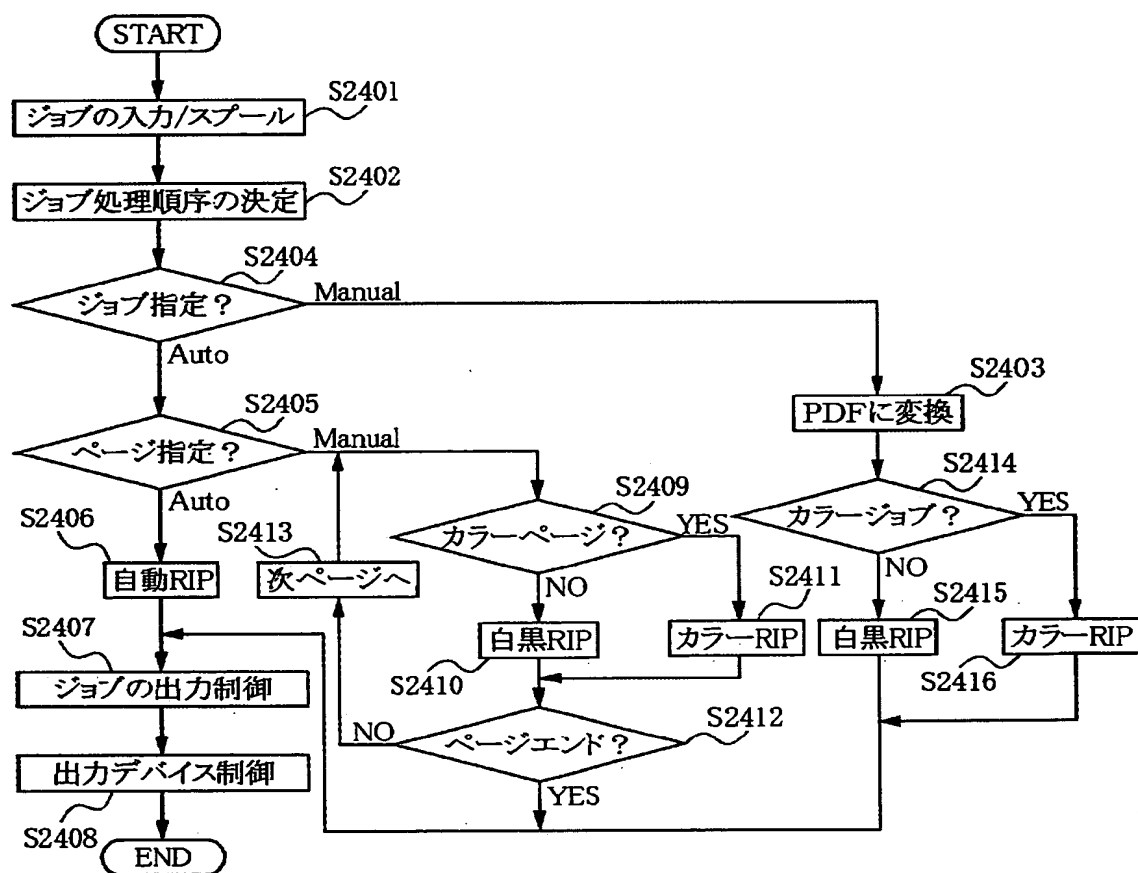 START
S2401
ジョブの入力/スプール
S2402
ジョブ処理順序の決定
S2404
ジョブ指定?
Manual
Auto
S2403
PDFに変換
S2405
ページ指定?
Manual
Auto
S2414
カラージョブ?
YES
NO
S2409
カラーページ?
YES
NO
S2406
自動RIP
S2413
次ページへ
S2411
カラーRIP
S2415
白黒RIP
カラーRIP
S2416
白黒RIP
S2410
S2407
ジョブの出力制御
S2412
ページエンド?
NO
YES
出力デバイス制御
S2408
END